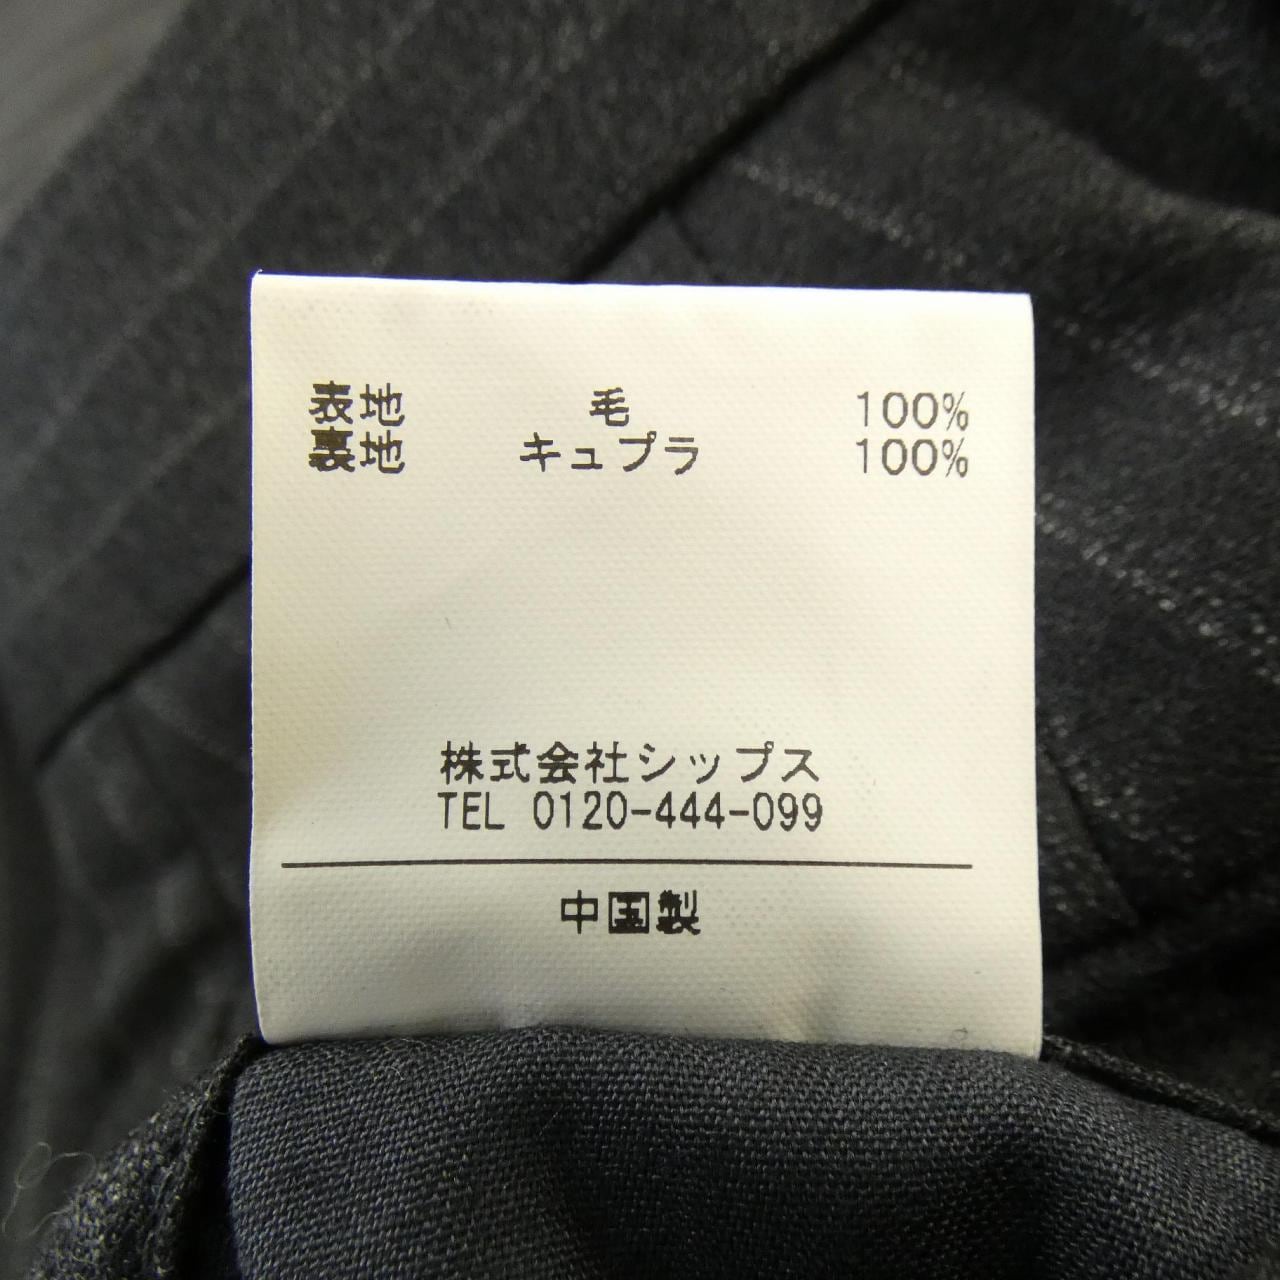 表地 毛 100%
裏地 キュプラ 100%
株式会社シップス
TEL 0120-444-099
中国製